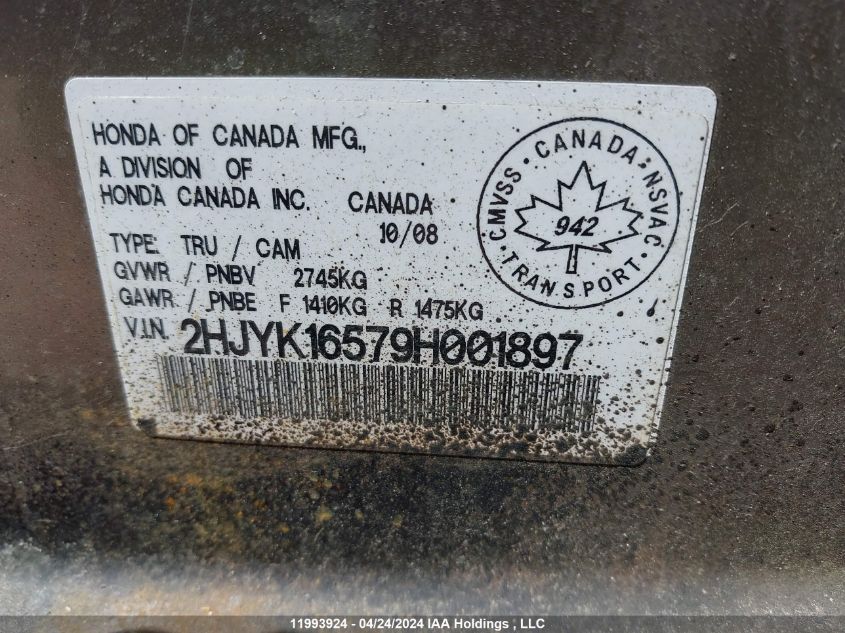 HONDA OF CANADA MFG.,
A DIVISION OF
HONDA CANADA INC. CANADA
10/08
TYPE: TRU / CAM
GVWR / PNBV 2745KG
GAWR / PNBE F 1410KG R 1475KG
V.I.N. 2HJYK16579H001897
CMVSS · CANADA · NSVAC · TRANSPORT ·
942
11993924 - 04/24/2024 IAA Holdings , LLC